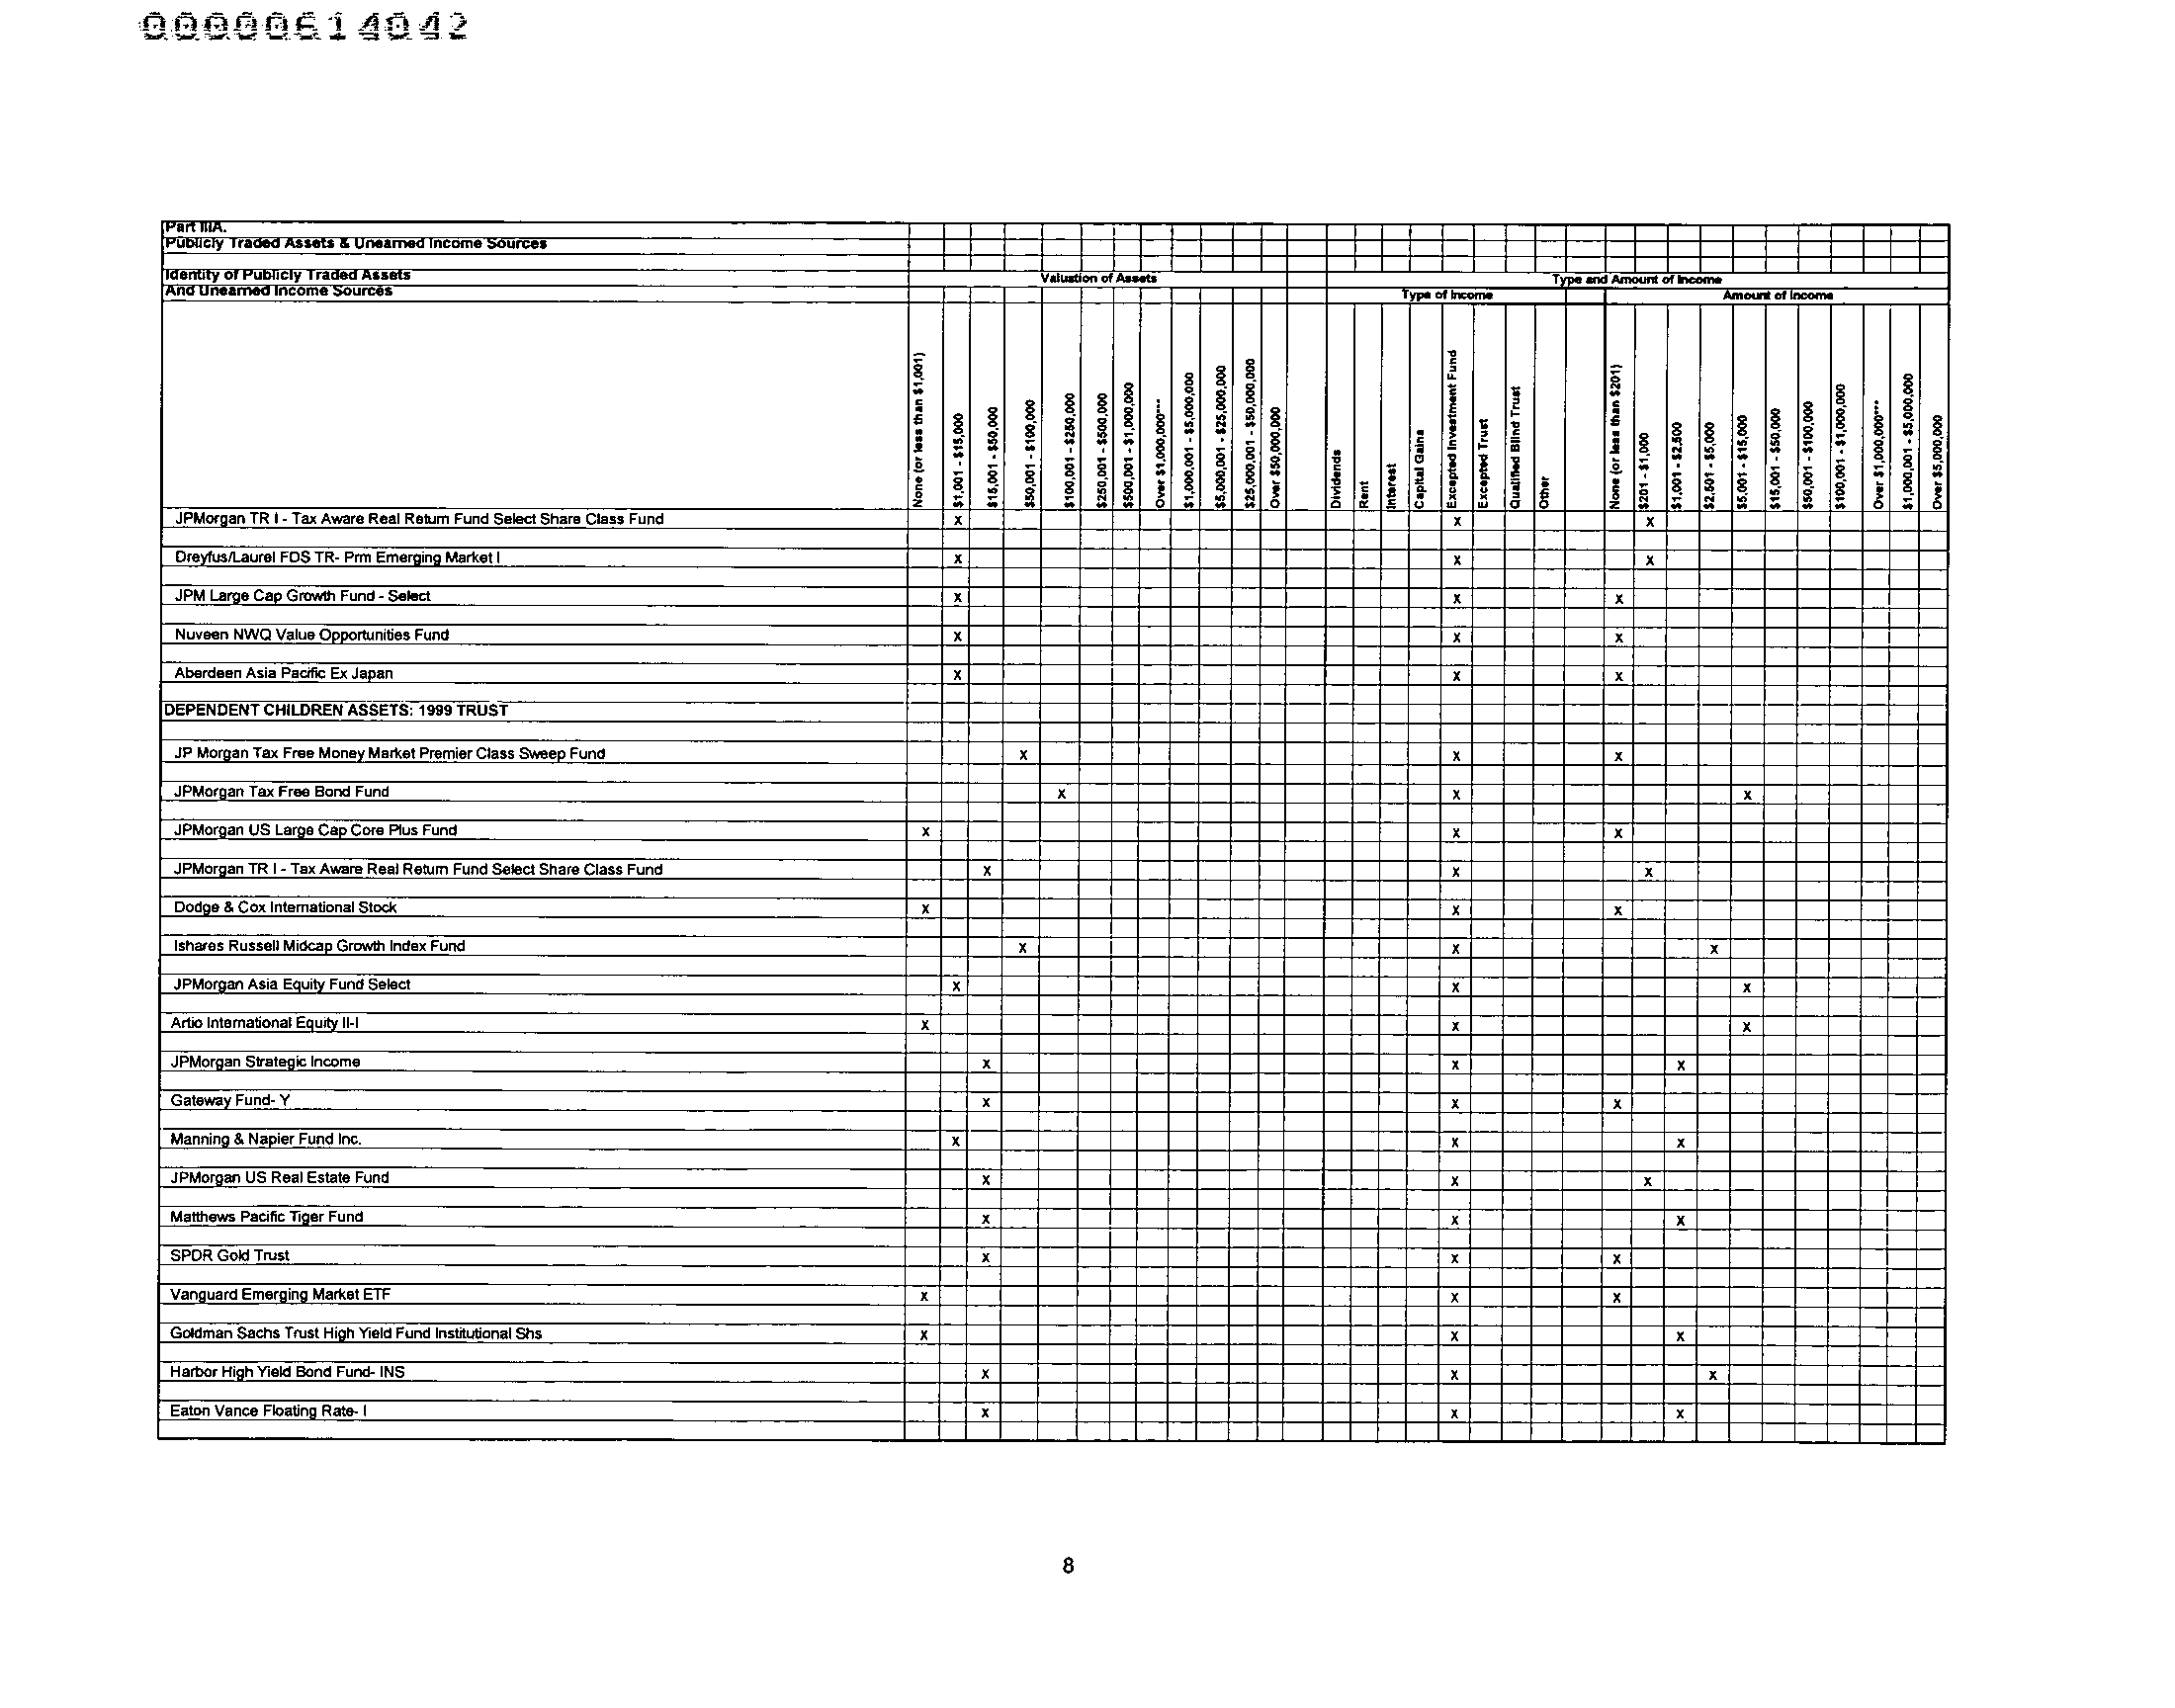 00000614042
Part IIIA.
Publicly Traded Assets & Unearned Income Sources
Identity of Publicly Traded Assets
And Unearned Income Sources
Valuation of Assets
Type and Amount of Income
Type of Income
Amount of Income
None (or less than $1,001)
$1,001 - $15,000
$15,001 - $50,000
$50,001 - $100,000
$100,001 - $250,000
$250,001 - $500,000
$500,001 - $1,000,000
Over $1,000,000***
$1,000,001 - $5,000,000
$5,000,001 - $25,000,000
$25,000,001 - $50,000,000
Over $50,000,000
Dividends
Rent
Interest
Capital Gains
Excepted Investment Fund
Excepted Trust
Qualified Blind Trust
Other
None (or less than $201)
$201 - $1,000
$1,001 - $2,500
$2,501 - $5,000
$5,001 - $15,000
$15,001 - $50,000
$50,001 - $100,000
$100,001 - $1,000,000
Over $1,000,000***
$1,000,001 - $5,000,000
Over $5,000,000
JPMorgan TR I - Tax Aware Real Return Fund Select Share Class Fund X X X
Dreyfus/Laurel FDS TR- Prm Emerging Market I X X X
JPM Large Cap Growth Fund - Select X X X
Nuveen NWQ Value Opportunities Fund X X X
Aberdeen Asia Pacific Ex Japan X X X
DEPENDENT CHILDREN ASSETS: 1999 TRUST
JP Morgan Tax Free Money Market Premier Class Sweep Fund X X X
JPMorgan Tax Free Bond Fund X X X
JPMorgan US Large Cap Core Plus Fund X X X
JPMorgan TR I - Tax Aware Real Return Fund Select Share Class Fund X X X
Dodge & Cox International Stock X X X
Ishares Russell Midcap Growth Index Fund X X X
JPMorgan Asia Equity Fund Select X X X
Artio International Equity II-I X X X
JPMorgan Strategic Income X X X
Gateway Fund- Y X X X
Manning & Napier Fund Inc. X X X
JPMorgan US Real Estate Fund X X X
Matthews Pacific Tiger Fund X X X
SPDR Gold Trust X X X
Vanguard Emerging Market ETF X X X
Goldman Sachs Trust High Yield Fund Institutional Shs X X X
Harbor High Yield Bond Fund- INS X X X
Eaton Vance Floating Rate- I X X X
8